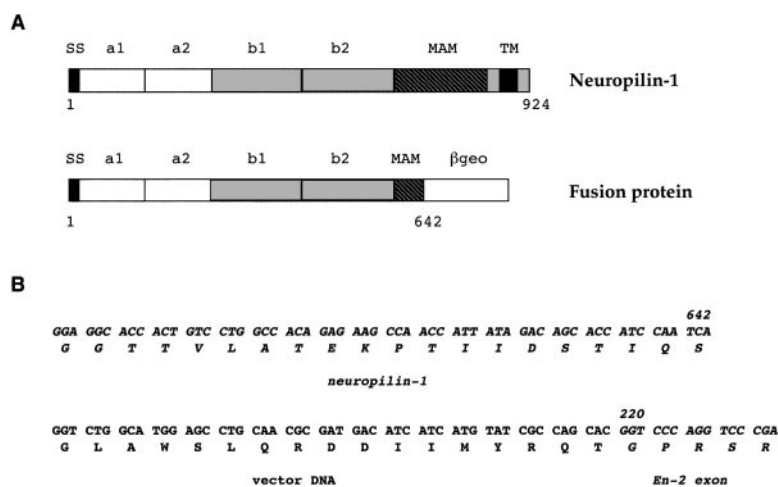 A
SS a1 a2 b1 b2 MAM TM
Neuropilin-1
1 924
SS a1 a2 b1 b2 MAM βgeo
Fusion protein
1 642
B
642
GGA GGC ACC ACT GTC CTG GCC ACA GAG AAG CCA ACC ATT ATA GAC AGC ACC ATC CAA TCA
G G T T V L A T E K P T I I D S T I Q S
neuropilin-1
220
GGT CTG GCA TGG AGC CTG CAA CGC GAT GAC ATC ATC ATG TAT CGC CAG CAC GGT CCC AGG TCC CGA
G L A W S L Q R D D I I M Y R Q T G P R S R
vector DNA En-2 exon